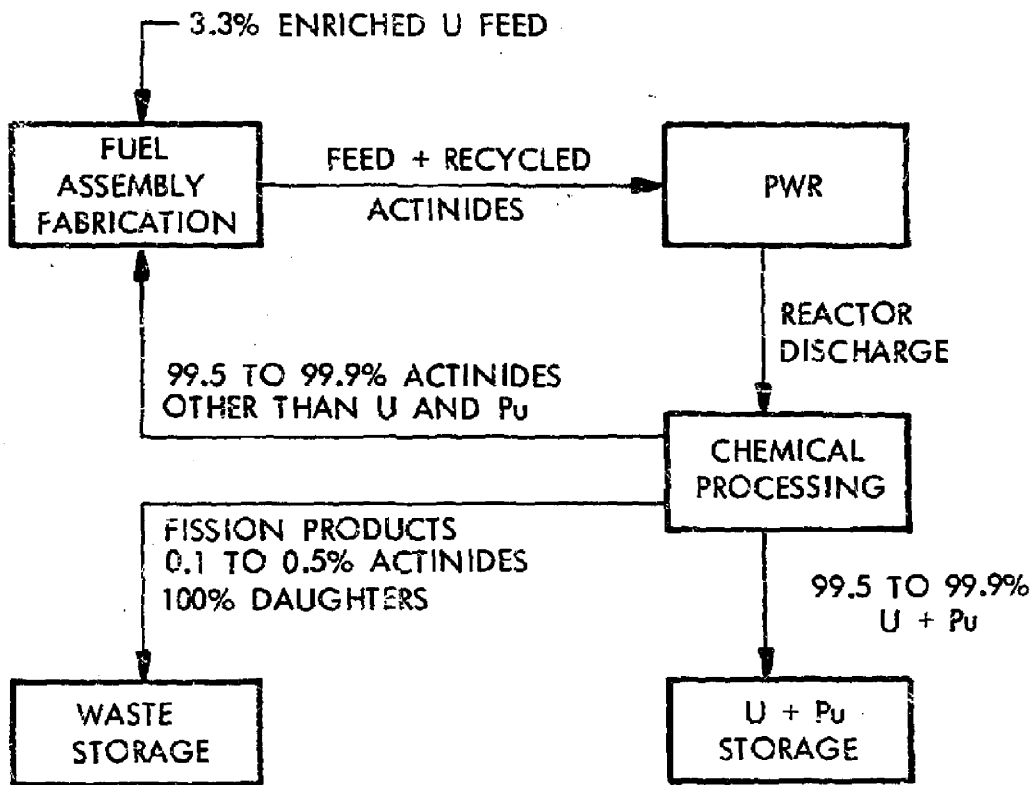 3.3% ENRICHED U FEED
FUEL
ASSEMBLY
FABRICATION
FEED + RECYCLED
ACTINIDES
PWR
REACTOR
DISCHARGE
99.5 TO 99.9% ACTINIDES
OTHER THAN U AND Pu
CHEMICAL
PROCESSING
FISSION PRODUCTS
0.1 TO 0.5% ACTINIDES
100% DAUGHTERS
99.5 TO 99.9%
U + Pu
WASTE
STORAGE
U + Pu
STORAGE